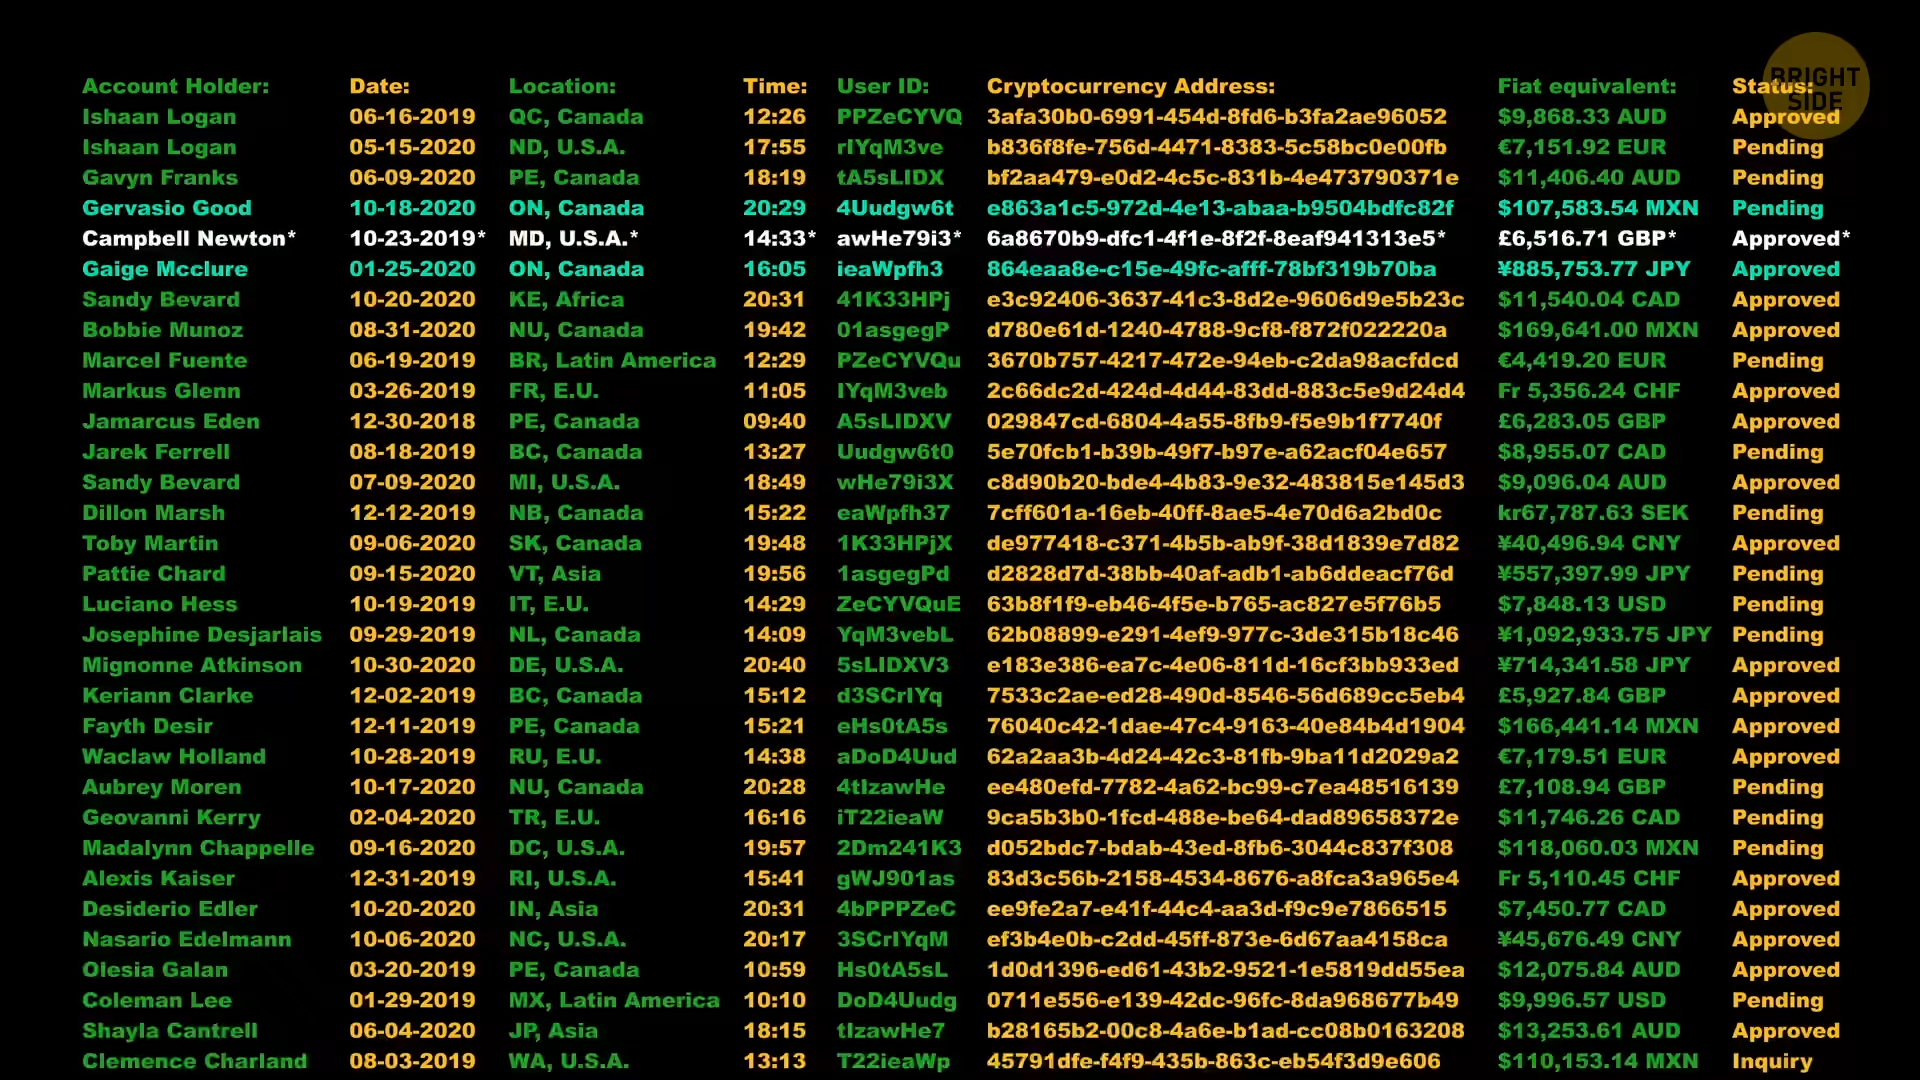 BRIGHT
SIDE
Account Holder: Date: Location: Time: User ID: Cryptocurrency Address: Fiat equivalent: Status:
Ishaan Logan 06-16-2019 QC, Canada 12:26 PPZeCYVQ 3afa30b0-6991-454d-8fd6-b3fa2ae96052 $9,868.33 AUD Approved
Ishaan Logan 05-15-2020 ND, U.S.A. 17:55 rIYqM3ve b836f8fe-756d-4471-8383-5c58bc0e00fb €7,151.92 EUR Pending
Gavyn Franks 06-09-2020 PE, Canada 18:19 tA5sLIDX bf2aa479-e0d2-4c5c-831b-4e473790371e $11,406.40 AUD Pending
Gervasio Good 10-18-2020 ON, Canada 20:29 4Uudgw6t e863a1c5-972d-4e13-abaa-b9504bdfc82f $107,583.54 MXN Pending
Campbell Newton* 10-23-2019* MD, U.S.A.* 14:33* awHe79i3* 6a8670b9-dfc1-4f1e-8f2f-8eaf941313e5* £6,516.71 GBP* Approved*
Gaige Mcclure 01-25-2020 ON, Canada 16:05 ieaWpfh3 864eaa8e-c15e-49fc-afff-78bf319b70ba ¥885,753.77 JPY Approved
Sandy Bevard 10-20-2020 KE, Africa 20:31 41K33HPj e3c92406-3637-41c3-8d2e-9606d9e5b23c $11,540.04 CAD Approved
Bobbie Munoz 08-31-2020 NU, Canada 19:42 01asgegP d780e61d-1240-4788-9cf8-f872f022220a $169,641.00 MXN Approved
Marcel Fuente 06-19-2019 BR, Latin America 12:29 PZeCYVQu 3670b757-4217-472e-94eb-c2da98acfdcd €4,419.20 EUR Pending
Markus Glenn 03-26-2019 FR, E.U. 11:05 IYqM3veb 2c66dc2d-424d-4d44-83dd-883c5e9d24d4 Fr 5,356.24 CHF Approved
Jamarcus Eden 12-30-2018 PE, Canada 09:40 A5sLIDXV 029847cd-6804-4a55-8fb9-f5e9b1f7740f £6,283.05 GBP Approved
Jarek Ferrell 08-18-2019 BC, Canada 13:27 Uudgw6t0 5e70fcb1-b39b-49f7-b97e-a62acf04e657 $8,955.07 CAD Pending
Sandy Bevard 07-09-2020 MI, U.S.A. 18:49 wHe79i3X c8d90b20-bde4-4b83-9e32-483815e145d3 $9,096.04 AUD Approved
Dillon Marsh 12-12-2019 NB, Canada 15:22 eaWpfh37 7cff601a-16eb-40ff-8ae5-4e70d6a2bd0c kr67,787.63 SEK Pending
Toby Martin 09-06-2020 SK, Canada 19:48 1K33HPjX de977418-c371-4b5b-ab9f-38d1839e7d82 ¥40,496.94 CNY Approved
Pattie Chard 09-15-2020 VT, Asia 19:56 1asgegPd d2828d7d-38bb-40af-adb1-ab6ddeacf76d ¥557,397.99 JPY Pending
Luciano Hess 10-19-2019 IT, E.U. 14:29 ZeCYVQuE 63b8f1f9-eb46-4f5e-b765-ac827e5f76b5 $7,848.13 USD Pending
Josephine Desjarlais 09-29-2019 NL, Canada 14:09 YqM3vebL 62b08899-e291-4ef9-977c-3de315b18c46 ¥1,092,933.75 JPY Pending
Mignonne Atkinson 10-30-2020 DE, U.S.A. 20:40 5sLIDXV3 e183e386-ea7c-4e06-811d-16cf3bb933ed ¥714,341.58 JPY Approved
Keriann Clarke 12-02-2019 BC, Canada 15:12 d3SCrIYq 7533c2ae-ed28-490d-8546-56d689cc5eb4 £5,927.84 GBP Approved
Fayth Desir 12-11-2019 PE, Canada 15:21 eHs0tA5s 76040c42-1dae-47c4-9163-40e84b4d1904 $166,441.14 MXN Approved
Waclaw Holland 10-28-2019 RU, E.U. 14:38 aDoD4Uud 62a2aa3b-4d24-42c3-81fb-9ba11d2029a2 €7,179.51 EUR Approved
Aubrey Moren 10-17-2020 NU, Canada 20:28 4tIzawHe ee480efd-7782-4a62-bc99-c7ea48516139 £7,108.94 GBP Pending
Geovanni Kerry 02-04-2020 TR, E.U. 16:16 iT22ieaW 9ca5b3b0-1fcd-488e-be64-dad89658372e $11,746.26 CAD Pending
Madalynn Chappelle 09-16-2020 DC, U.S.A. 19:57 2Dm241K3 d052bdc7-bdab-43ed-8fb6-3044c837f308 $118,060.03 MXN Pending
Alexis Kaiser 12-31-2019 RI, U.S.A. 15:41 gWJ901as 83d3c56b-2158-4534-8676-a8fca3a965e4 Fr 5,110.45 CHF Approved
Desiderio Edler 10-20-2020 IN, Asia 20:31 4bPPPZeC ee9fe2a7-e41f-44c4-aa3d-f9c9e7866515 $7,450.77 CAD Approved
Nasario Edelmann 10-06-2020 NC, U.S.A. 20:17 3SCrIYqM ef3b4e0b-c2dd-45ff-873e-6d67aa4158ca ¥45,676.49 CNY Approved
Olesia Galan 03-20-2019 PE, Canada 10:59 Hs0tA5sL 1d0d1396-ed61-43b2-9521-1e5819dd55ea $12,075.84 AUD Approved
Coleman Lee 01-29-2019 MX, Latin America 10:10 DoD4Uudg 0711e556-e139-42dc-96fc-8da968677b49 $9,996.57 USD Pending
Shayla Cantrell 06-04-2020 JP, Asia 18:15 tIzawHe7 b28165b2-00c8-4a6e-b1ad-cc08b0163208 $13,253.61 AUD Approved
Clemence Charland 08-03-2019 WA, U.S.A. 13:13 T22ieaWp 45791dfe-f4f9-435b-863c-eb54f3d9e606 $110,153.14 MXN Inquiry